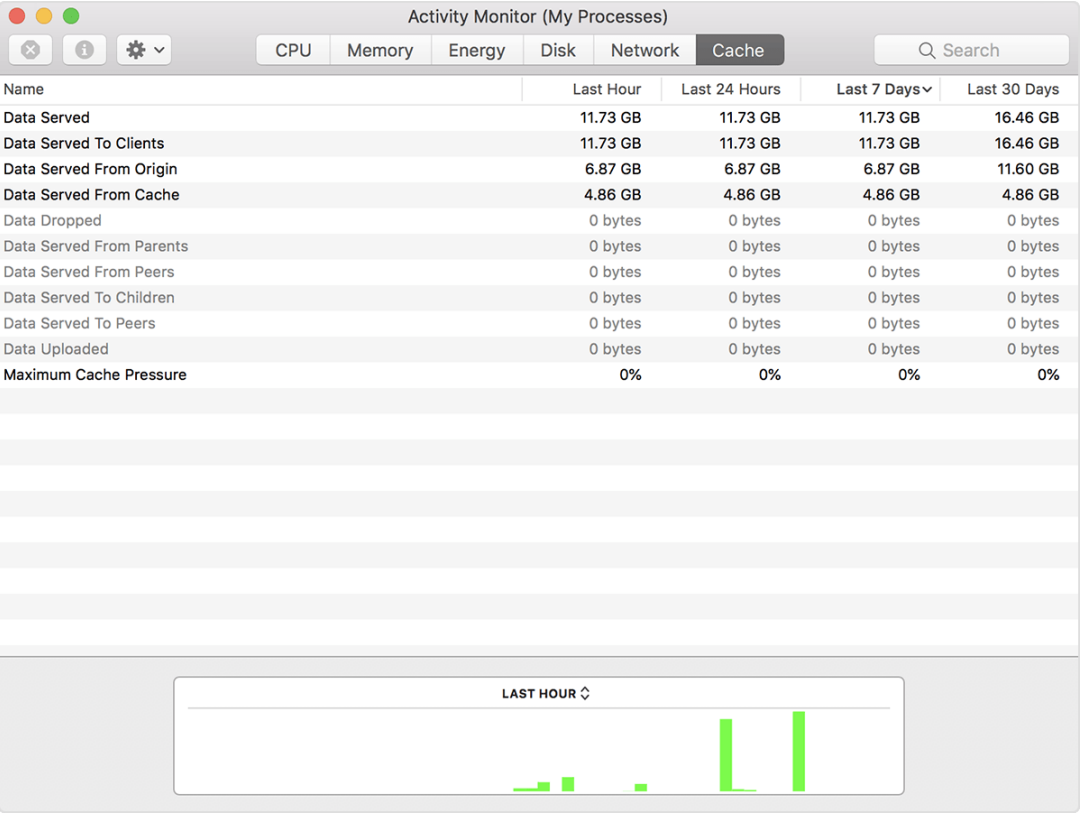 Activity Monitor (My Processes)
CPU Memory Energy Disk Network Cache Search
Name Last Hour Last 24 Hours Last 7 Days Last 30 Days
Data Served 11.73 GB 11.73 GB 11.73 GB 16.46 GB
Data Served To Clients 11.73 GB 11.73 GB 11.73 GB 16.46 GB
Data Served From Origin 6.87 GB 6.87 GB 6.87 GB 11.60 GB
Data Served From Cache 4.86 GB 4.86 GB 4.86 GB 4.86 GB
Data Dropped 0 bytes 0 bytes 0 bytes 0 bytes
Data Served From Parents 0 bytes 0 bytes 0 bytes 0 bytes
Data Served From Peers 0 bytes 0 bytes 0 bytes 0 bytes
Data Served To Children 0 bytes 0 bytes 0 bytes 0 bytes
Data Served To Peers 0 bytes 0 bytes 0 bytes 0 bytes
Data Uploaded 0 bytes 0 bytes 0 bytes 0 bytes
Maximum Cache Pressure 0% 0% 0% 0%
LAST HOUR